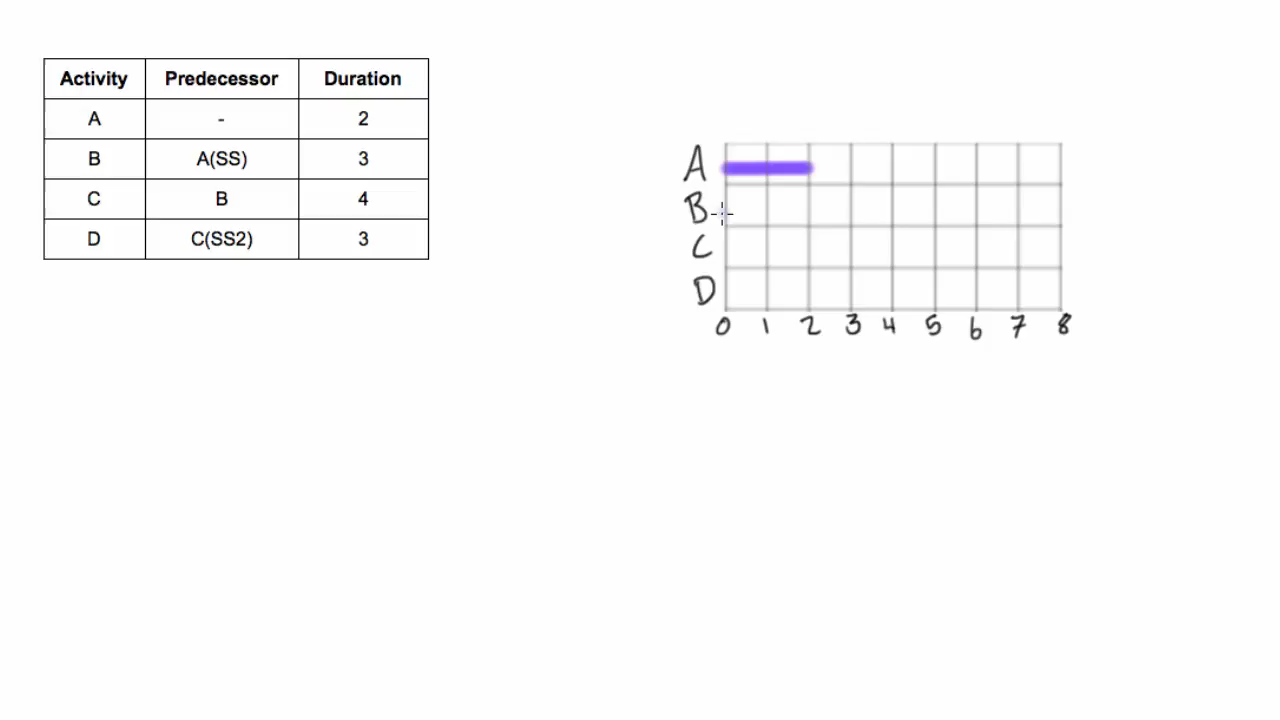 Activity Predecessor Duration
A - 2
B A(SS) 3
C B 4
D C(SS2) 3
A
B
C
D
0 1 2 3 4 5 6 7 8